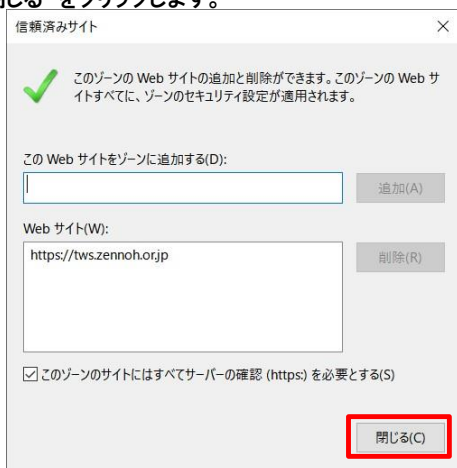 じる"をクリックします。
信頼済みサイト
このゾーンの Web サイトの追加と削除ができます。このゾーンの Web サ
イトすべてに、ゾーンのセキュリティ設定が適用されます。
この Web サイトをゾーンに追加する(D):
追加(A)
Web サイト(W):
https://tws.zennoh.or.jp
削除(R)
このゾーンのサイトにはすべてサーバーの確認 (https:) を必要とする(S)
閉じる(C)